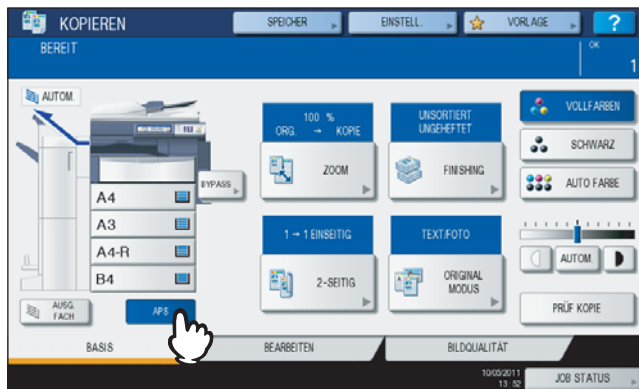 KOPIEREN
SPEICHER
EINSTELL.
VORLAGE
?
BEREIT
OK
1
AUTOM.
BYPASS
A4
A3
A4-R
B4
AUSG.
FACH
APS
100 %
ORG. → KOPIE
ZOOM
UNSORTIERT
UNGEHEFTET
FINISHING
1 → 1 EINSEITIG
2-SEITIG
TEXT/FOTO
ORIGINAL
MODUS
VOLLFARBEN
SCHWARZ
AUTO FARBE
AUTOM.
PRÜF KOPIE
BASIS
BEARBEITEN
BILDQUALITÄT
10/05/2011
13:52
JOB STATUS